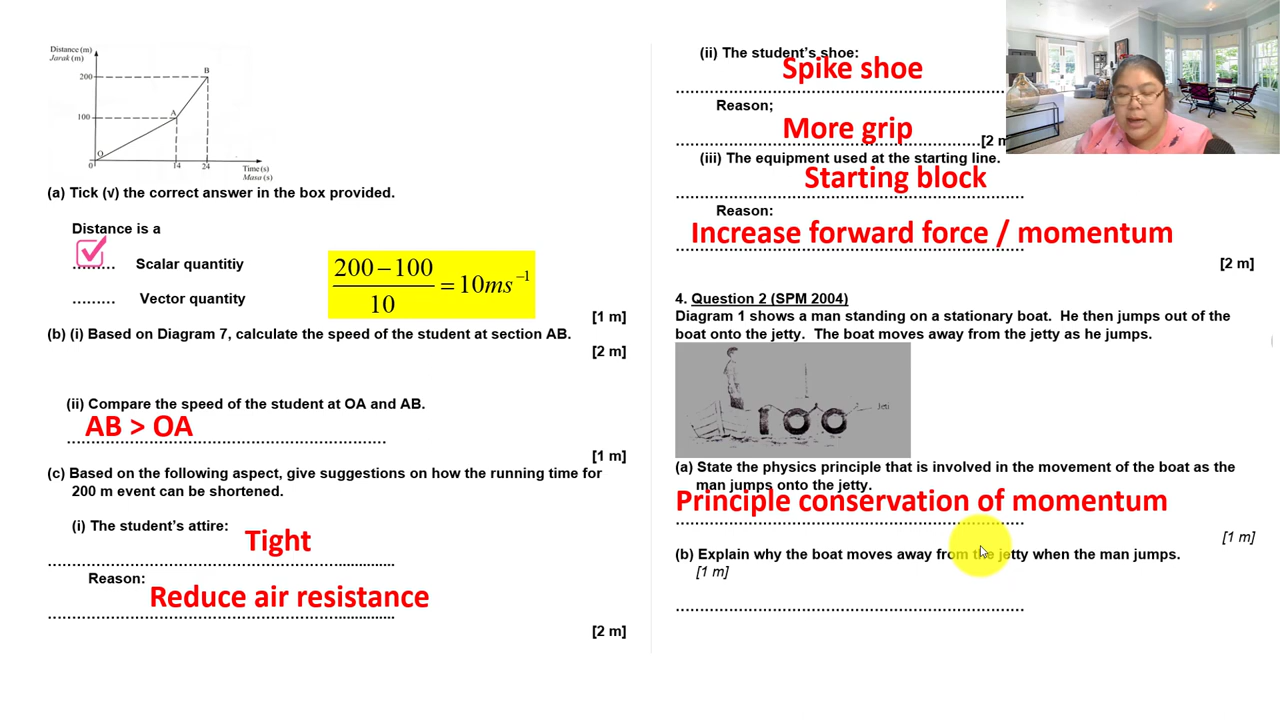 Distance (m)
Jarak (m)
200
B
100
A
O
0
14
24
Time (s)
Masa (s)
(a) Tick (v) the correct answer in the box provided.
Distance is a
……… Scalar quantitiy
……… Vector quantity
200 – 100
10
= 10ms⁻¹
[1 m]
(b) (i) Based on Diagram 7, calculate the speed of the student at section AB.
[2 m]
(ii) Compare the speed of the student at OA and AB.
AB > OA
[1 m]
(c) Based on the following aspect, give suggestions on how the running time for
200 m event can be shortened.
(i) The student's attire:
Tight
Reason:
Reduce air resistance
[2 m]
(ii) The student's shoe:
Spike shoe
Reason;
More grip
[2 m
(iii) The equipment used at the starting line.
Starting block
Reason:
Increase forward force / momentum
[2 m]
4. Question 2 (SPM 2004)
Diagram 1 shows a man standing on a stationary boat. He then jumps out of the
boat onto the jetty. The boat moves away from the jetty as he jumps.
Jeti
(a) State the physics principle that is involved in the movement of the boat as the
man jumps onto the jetty.
Principle conservation of momentum
[1 m]
(b) Explain why the boat moves away from the jetty when the man jumps.
[1 m]